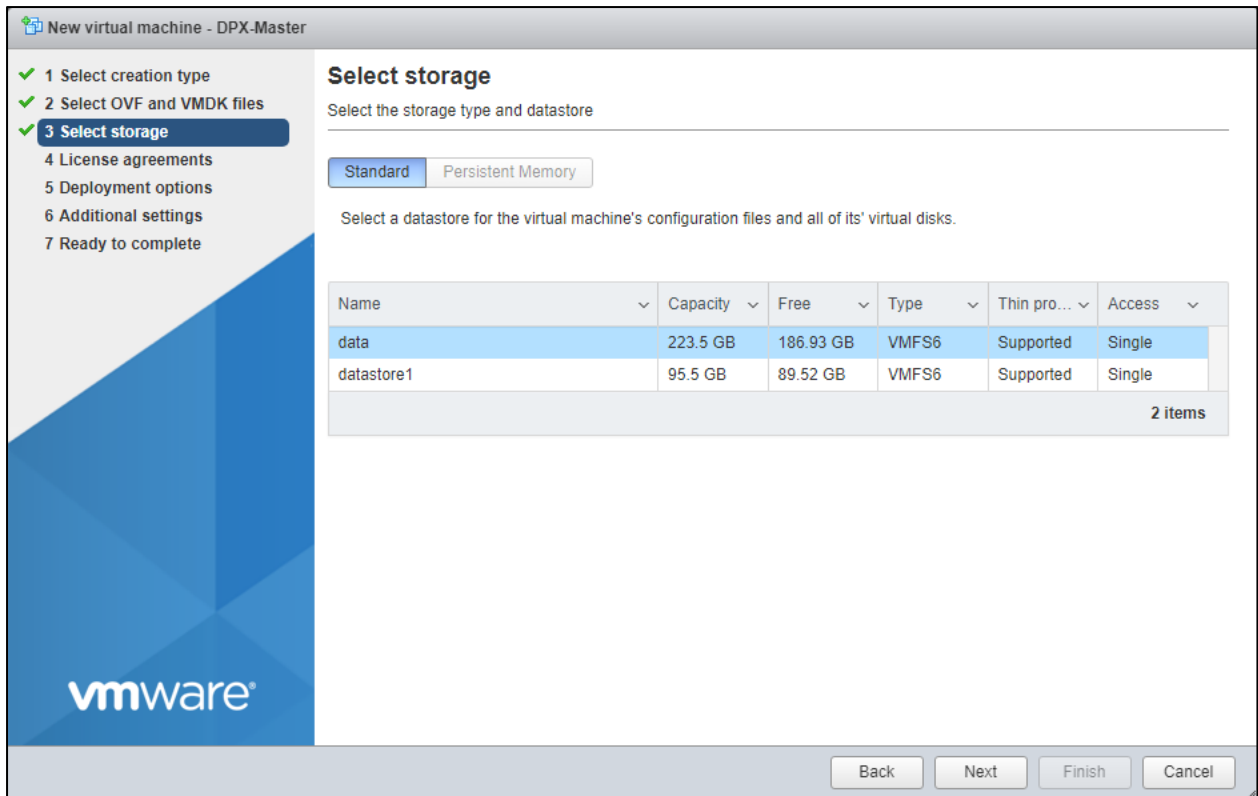 New virtual machine - DPX-Master
1 Select creation type
2 Select OVF and VMDK files
3 Select storage
4 License agreements
5 Deployment options
6 Additional settings
7 Ready to complete
vmware®
Select storage
Select the storage type and datastore
Standard Persistent Memory
Select a datastore for the virtual machine's configuration files and all of its' virtual disks.
Name Capacity Free Type Thin pro... Access
data 223.5 GB 186.93 GB VMFS6 Supported Single
datastore1 95.5 GB 89.52 GB VMFS6 Supported Single
2 items
Back Next Finish Cancel